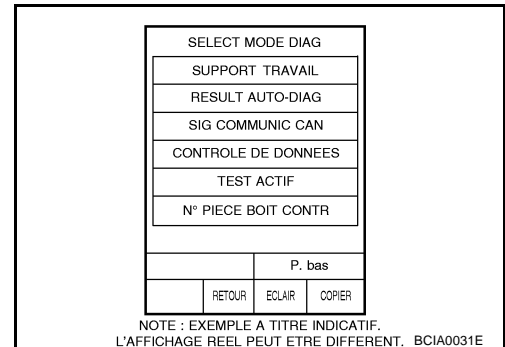 SELECT MODE DIAG
SUPPORT TRAVAIL
RESULT AUTO-DIAG
SIG COMMUNIC CAN
CONTROLE DE DONNEES
TEST ACTIF
N° PIECE BOIT CONTR
P. bas
RETOUR ECLAIR COPIER
NOTE : EXEMPLE A TITRE INDICATIF.
L'AFFICHAGE REEL PEUT ETRE DIFFERENT. BCIA0031E